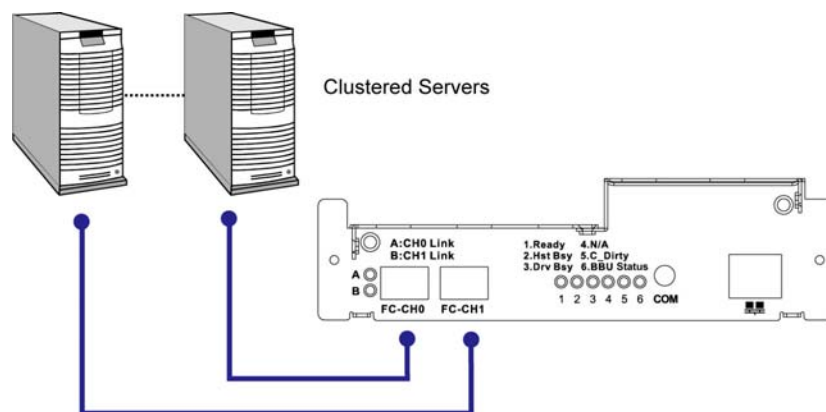 Clustered Servers
A:CH0 Link
B:CH1 Link
1.Ready 4.N/A
2.Hst Bsy 5.C_Dirty
3.Drv Bsy 6.BBU Status
A
B
FC-CH0 FC-CH1
1 2 3 4 5 6 COM